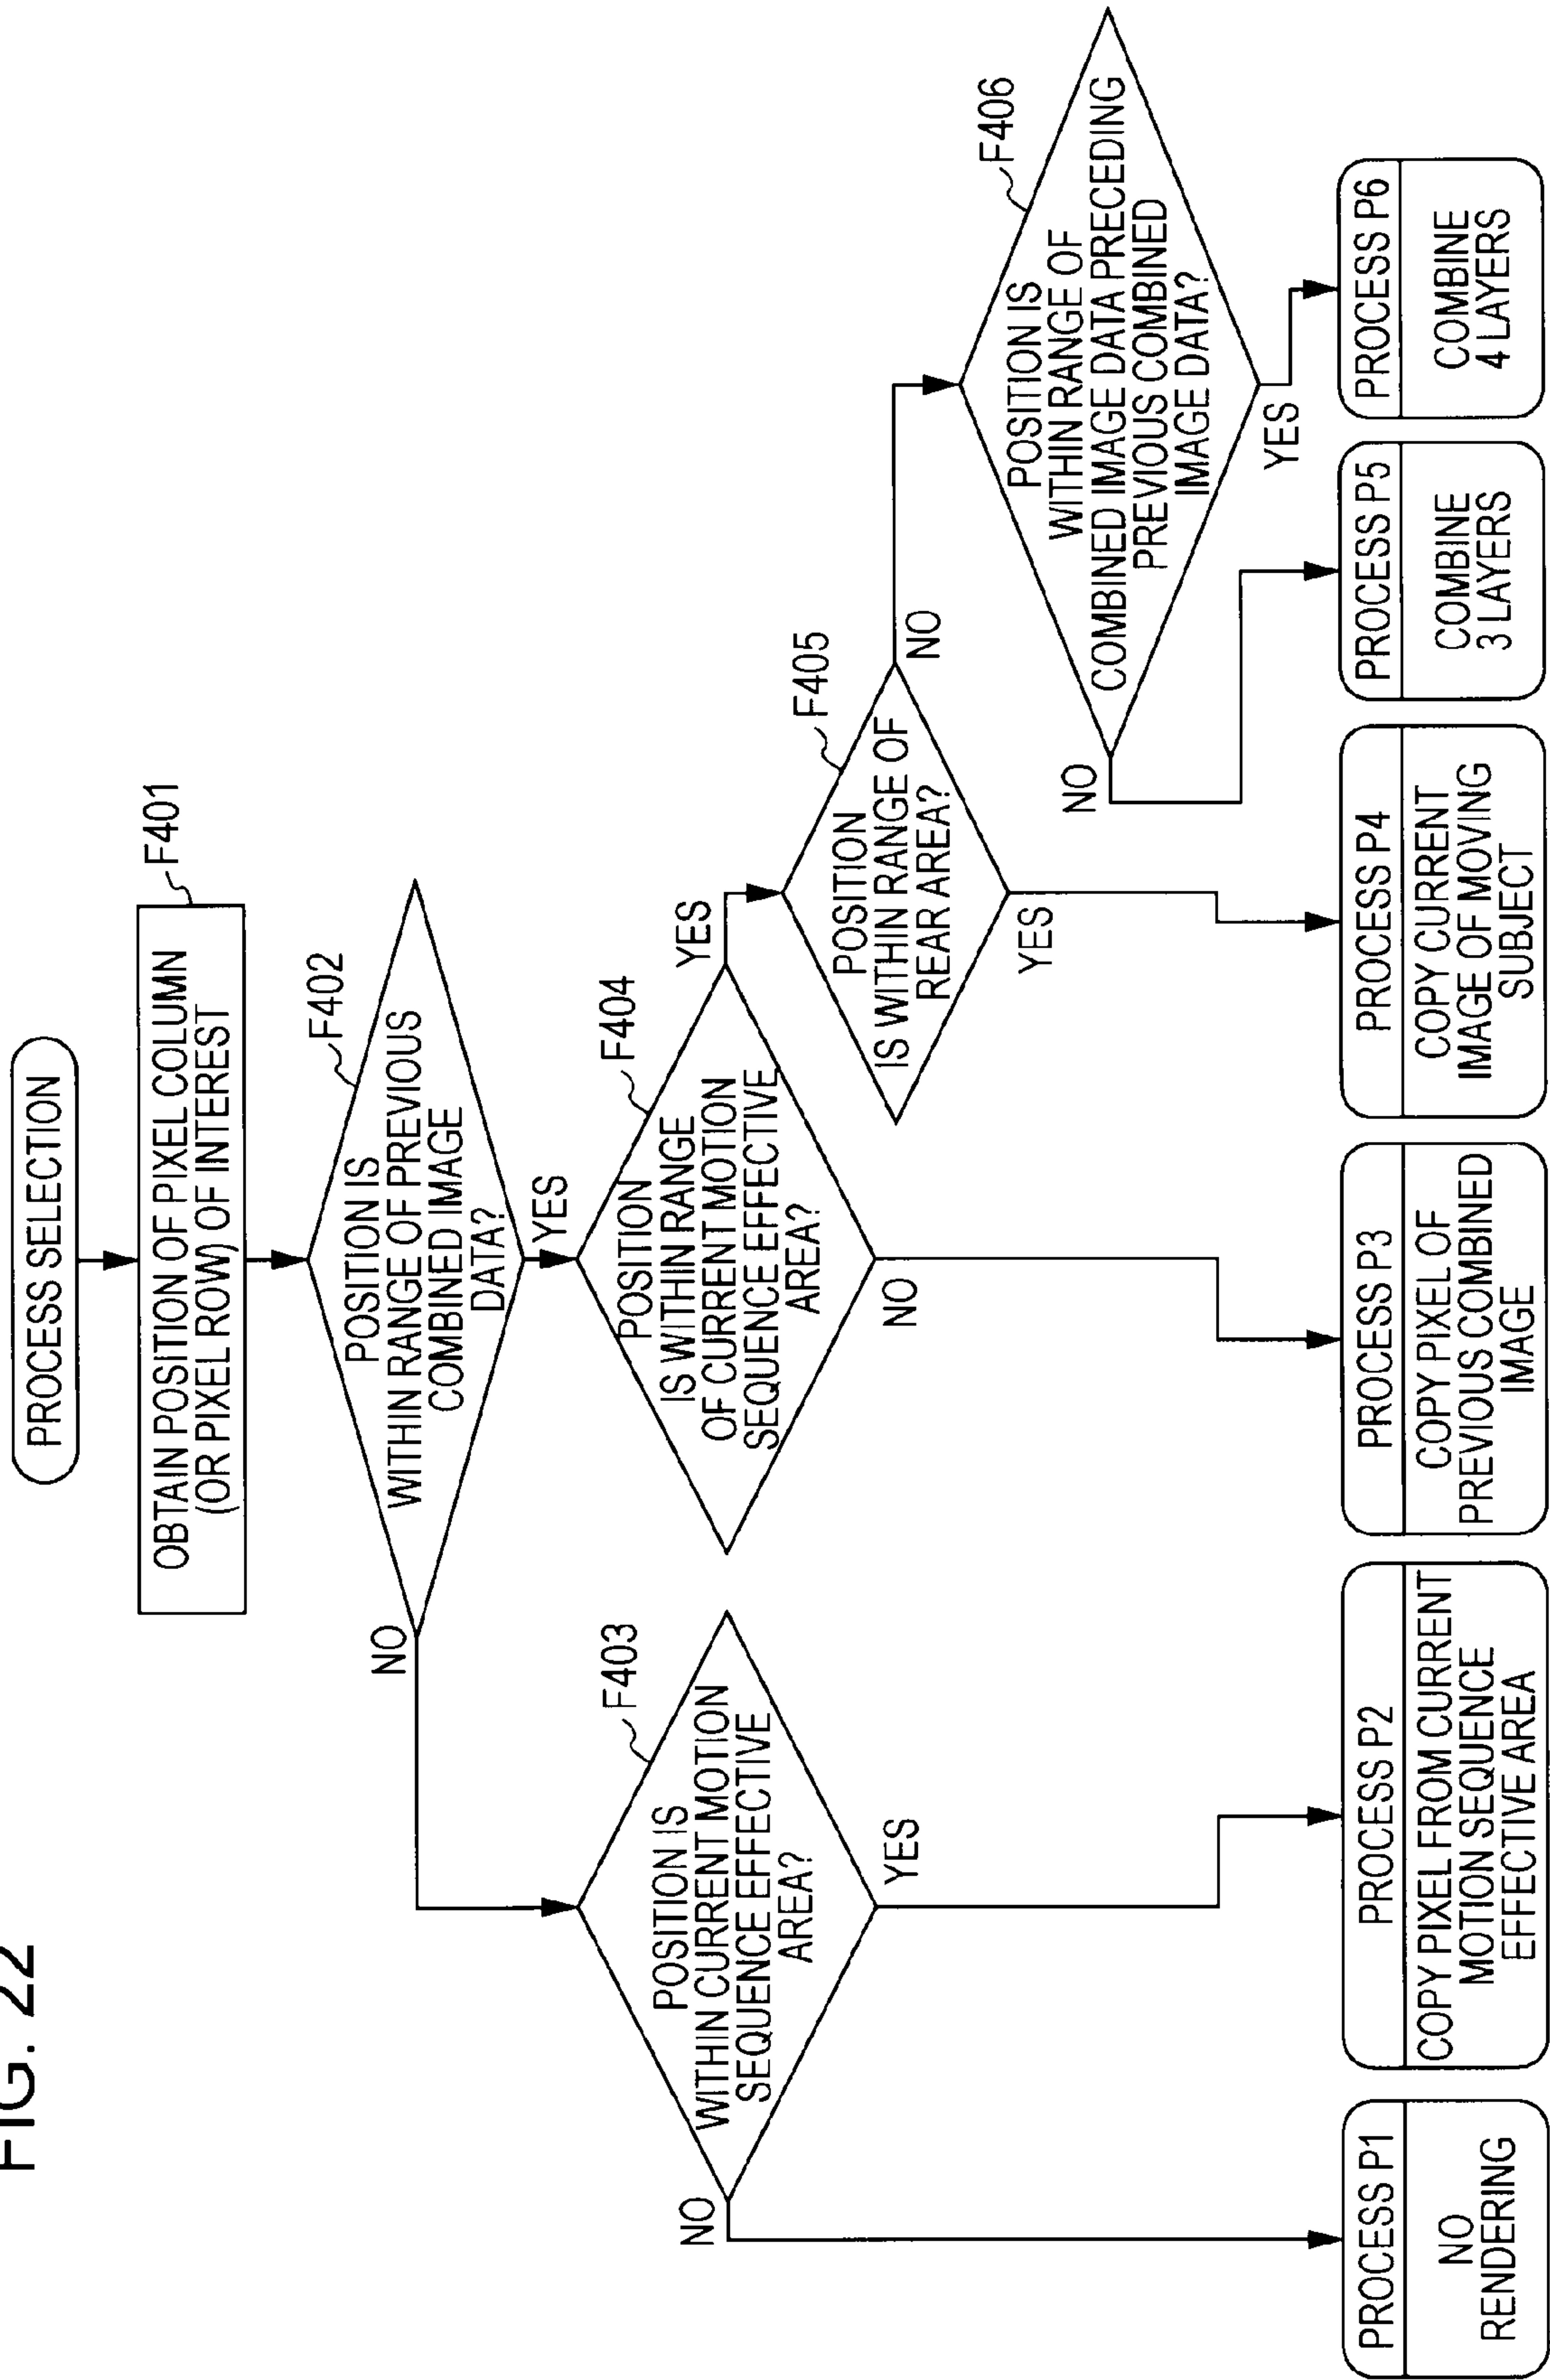 FIG. 22
PROCESS SELECTION
OBTAIN POSITION OF PIXEL COLUMN
(OR PIXEL ROW) OF INTEREST
F401
POSITION IS
WITHIN RANGE OF PREVIOUS
COMBINED IMAGE
DATA?
F402
NO
YES
POSITION IS
WITHIN CURRENT MOTION
SEQUENCE EFFECTIVE
AREA?
F403
NO
YES
POSITION
IS WITHIN RANGE
OF CURRENT MOTION
SEQUS EFFECTIVE
AREA?
F404
YES
NO
POSITION
IS WITHIN RANGE OF
REAR AREA?
F405
NO
YES
POSITION IS
WITHIN RANGE OF
COMBINED IMAGE DATA PRECEDING
PREVIOUS COMBINED
IMAGE DATA?
F406
NO
YES
PROCESS P1
NO
RENDERING
PROCESS P2
COPY PIXEL FROM CURRENT
MOTION SEQUENCE
EFFECTIVE AREA
PROCESS P3
COPY PIXEL OF
PREVIOUS COMBINED
IMAGE
PROCESS P4
COPY CURRENT
IMAGE OF MOVING
SUBJECT
PROCESS P5
COMBINE
3 LAYERS
PROCESS P6
COMBINE
4 LAYERS